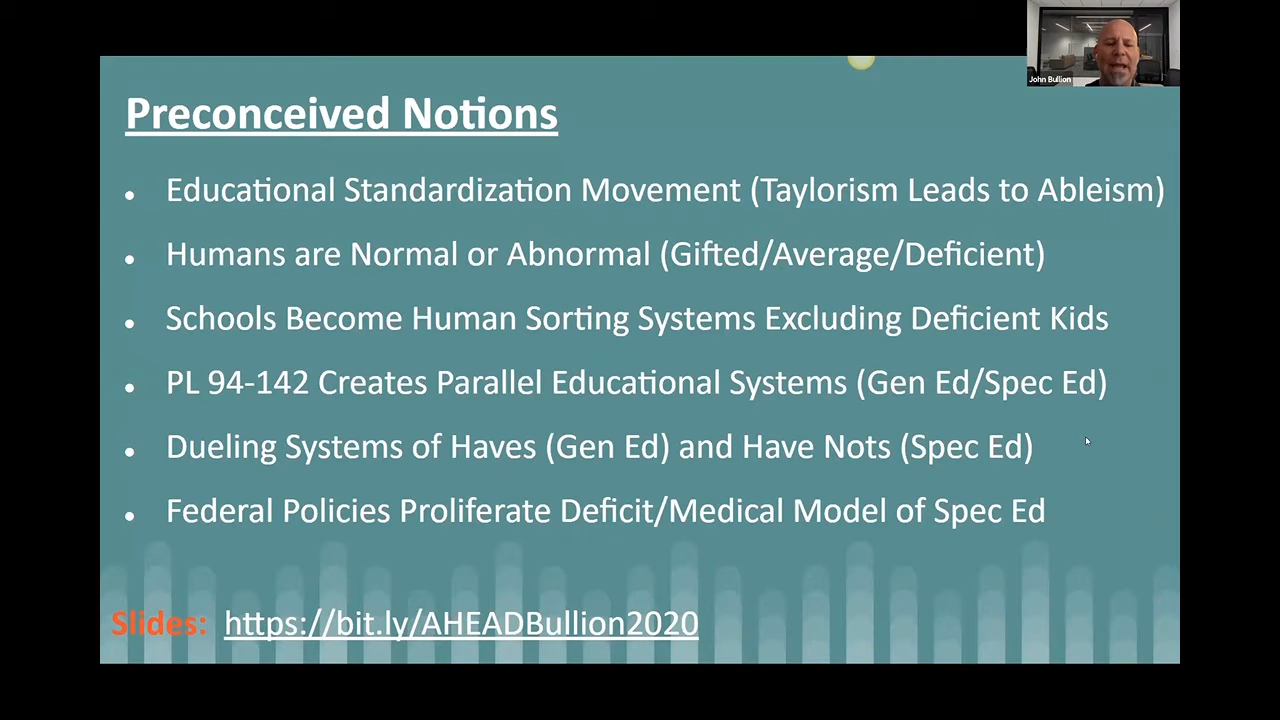 John Bullion
Preconceived Notions
• Educational Standardization Movement (Taylorism Leads to Ableism)
• Humans are Normal or Abnormal (Gifted/Average/Deficient)
• Schools Become Human Sorting Systems Excluding Deficient Kids
• PL 94-142 Creates Parallel Educational Systems (Gen Ed/Spec Ed)
• Dueling Systems of Haves (Gen Ed) and Have Nots (Spec Ed)
• Federal Policies Proliferate Deficit/Medical Model of Spec Ed
Slides: https://bit.ly/AHEADBullion2020